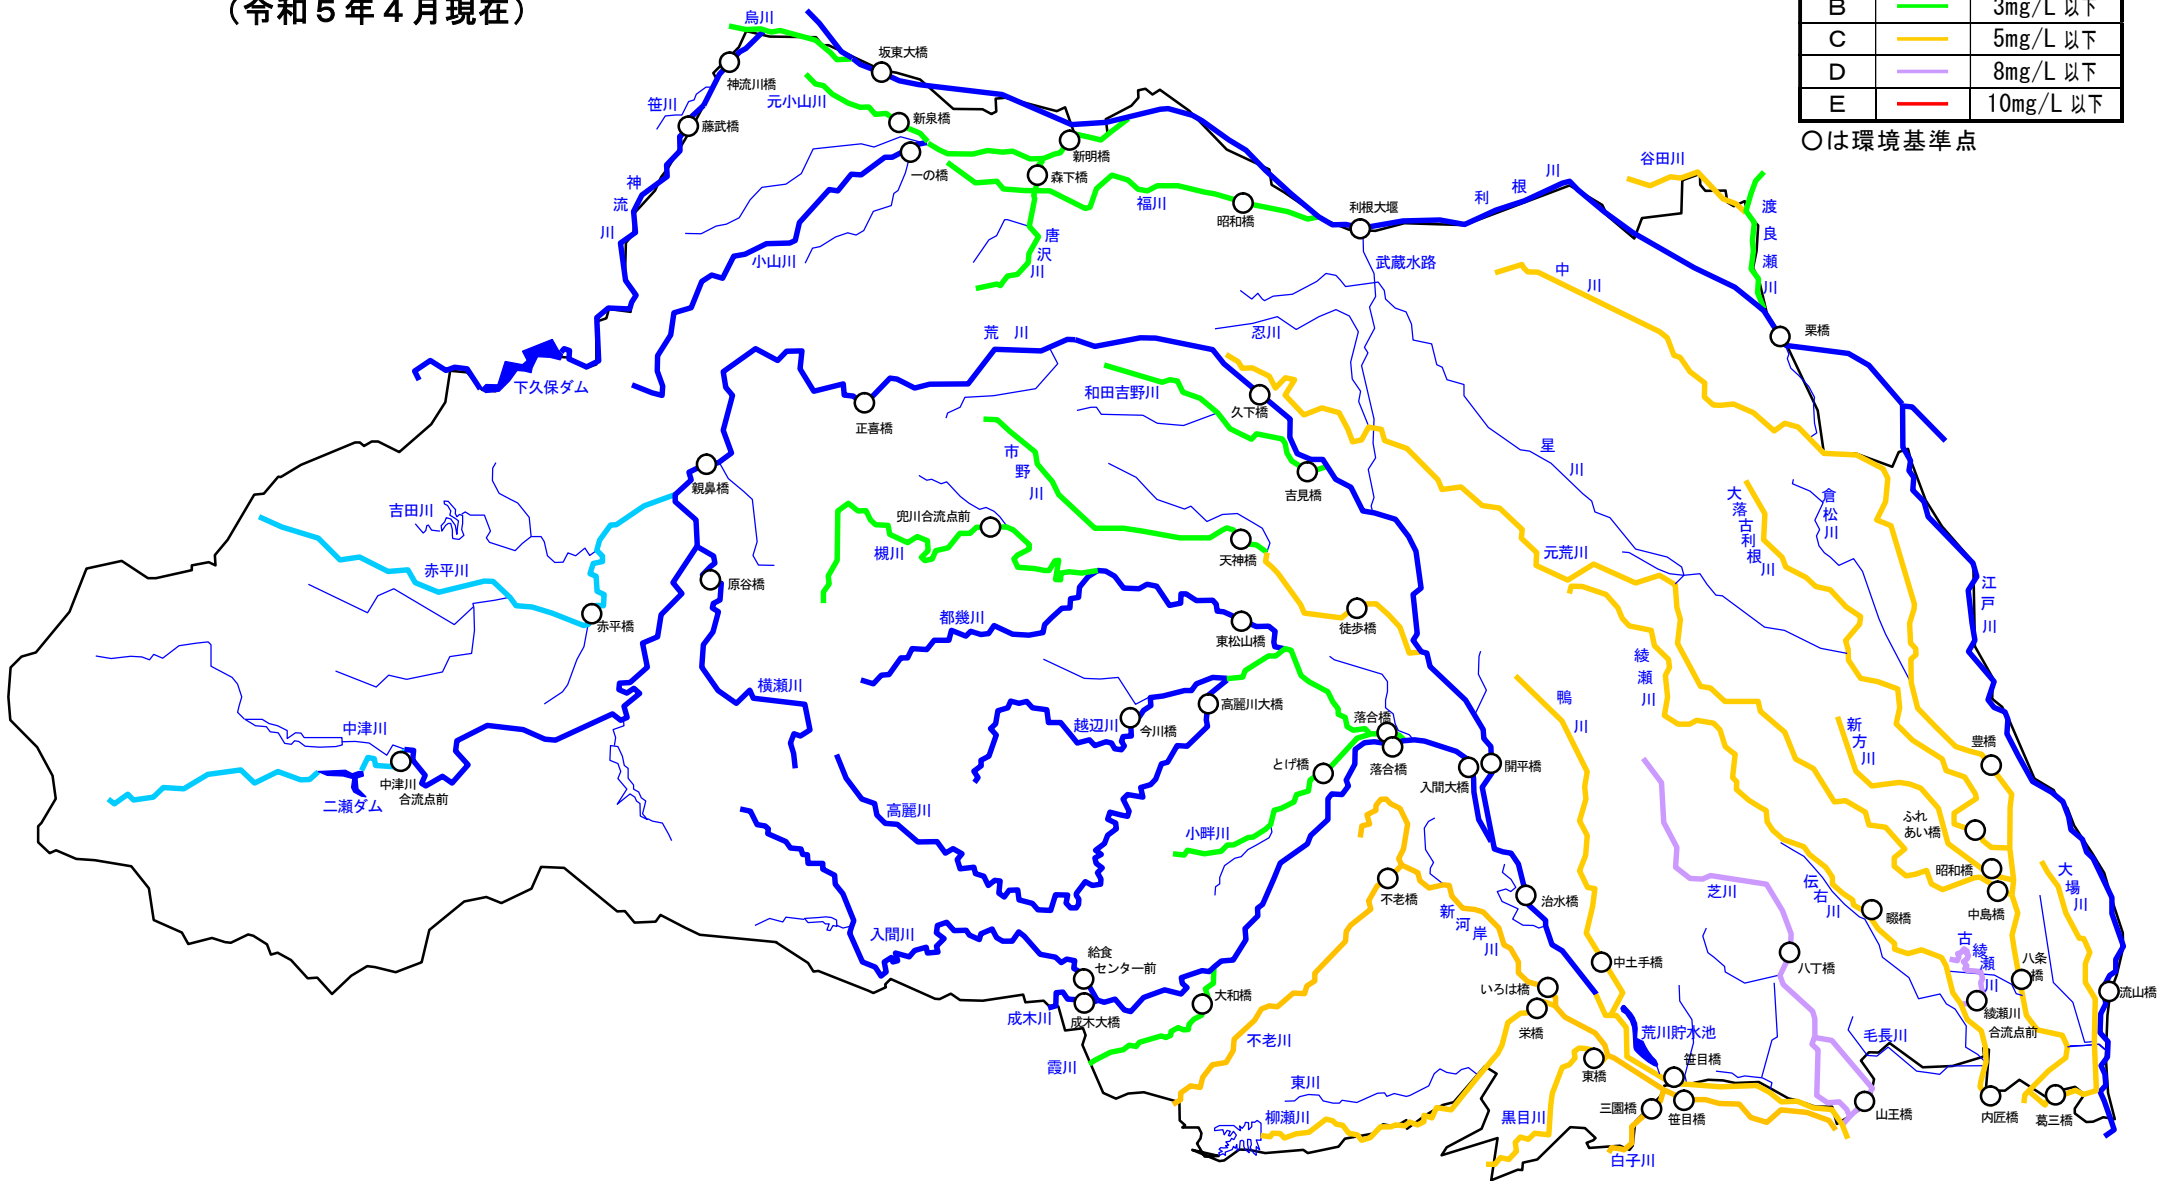 (令和5年4月現在)
B 3mg/L 以下
C 5mg/L 以下
D 8mg/L 以下
E 10mg/L 以下
○は環境基準点
烏川
坂東大橋
神流川橋
笹川
元小山川
藤武橋
新泉橋
新明橋
一の橋
森下橋
谷田川
神流川
福川
昭和橋
利根大堰
利根川
渡良瀬川
唐沢川
小山川
武蔵水路
中川
栗橋
荒川
忍川
下久保ダム
和田吉野川
久下橋
正喜橋
市野川
星川
親鼻橋
吉見橋
大落古利根川
倉松川
吉田川
兜川合流点前
槻川
天神橋
元荒川
赤平川
原谷橋
江戸川
赤平橋
都幾川
東松山橋
徒歩橋
綾瀬川
横瀬川
高麗川大橋
鴨川
中津川
越辺川
今川橋
落合橋
新方川
豊橋
とげ橋
落合橋
開平橋
中津川
合流点前
入間大橋
二瀬ダム
高麗川
小畔川
ふれ
あい橋
昭和橋
大場川
不老橋
芝川
伝右川
治水橋
中島橋
畷橋
新河岸川
入間川
給食
センター前
中土手橋
八丁橋
古綾瀬川
八条
橋
いろは橋
大和橋
流山橋
成木川
成木大橋
栄橋
綾瀬川
合流点前
不老川
荒川貯水池
毛長川
霞川
笹目橋
東橋
東川
三園橋
笹目橋
山王橋
内匠橋
葛三橋
柳瀬川
黒目川
白子川